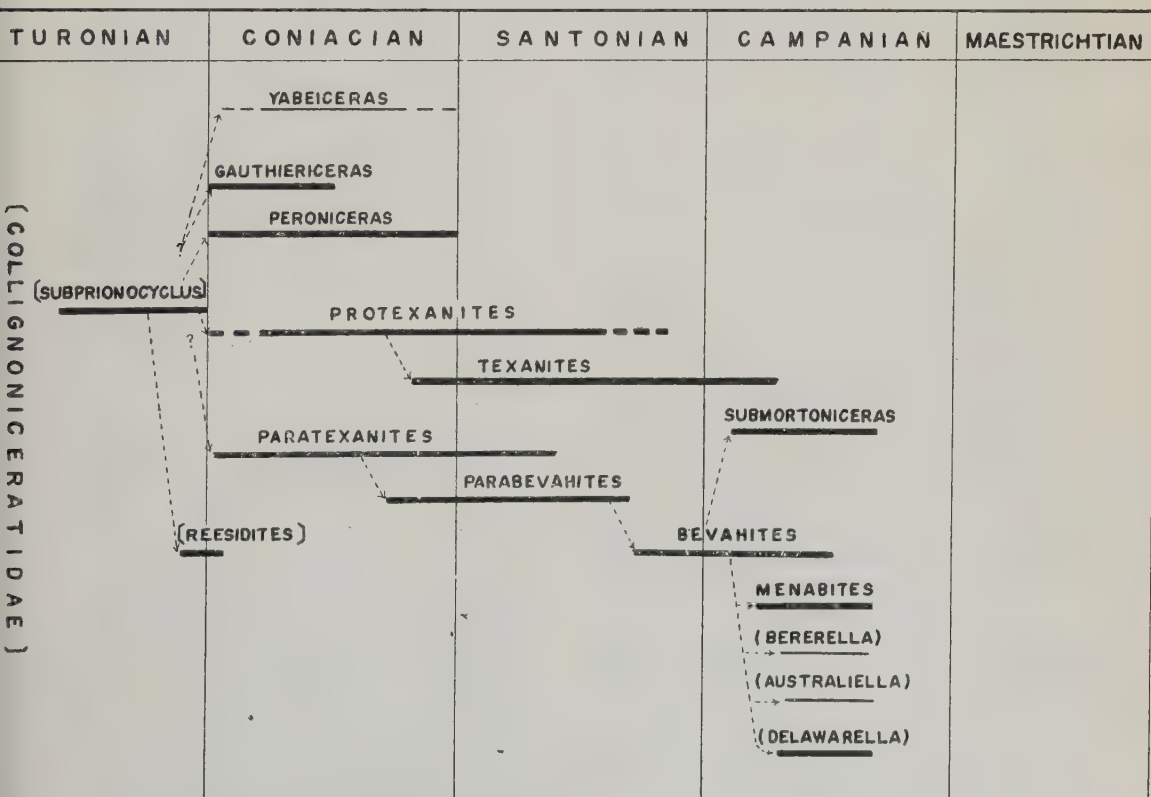 TURONIAN
CONIACIAN
SANTONIAN
CAMPANIAN
MAESTRICHTIAN
(COLLIGNONICERATIDAE)
YABEICERAS
GAUTHIERICERAS
PERONICERAS
?
(SUBPRIONOCYCLUS)
PROTEXANITES
?
TEXANITES
SUBMORTONICERAS
PARATEXANITES
PARABEVAHITES
(REESIDITES)
BEVAHITES
MENABITES
(BERERELLA)
(AUSTRALIELLA)
(DELAWARELLA)